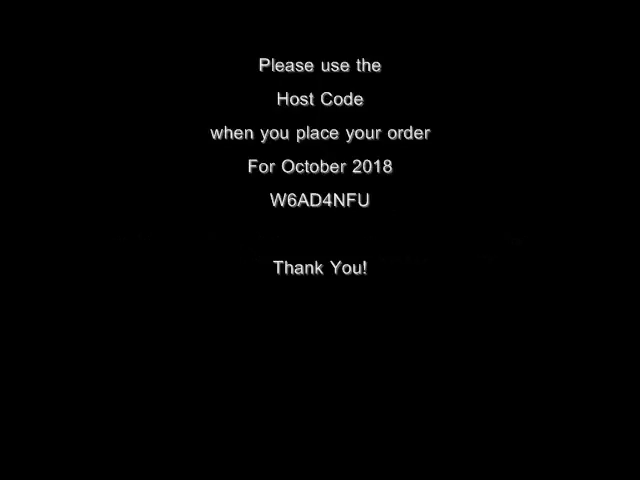 Please use the
Host Code
when you place your order
For October 2018
W6AD4NFU
Thank You!